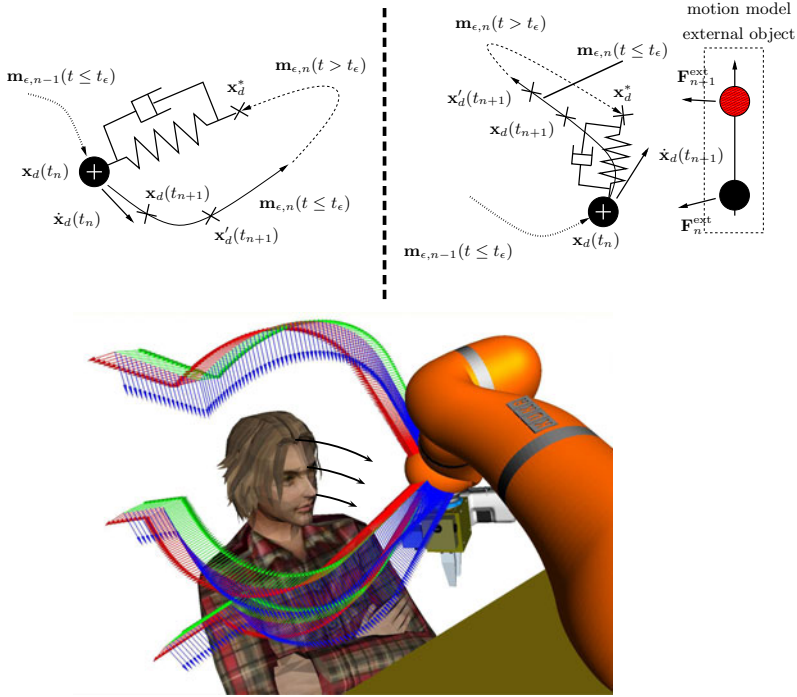 m_{ϵ,n−1}(t ≤ t_ϵ)
x*_d
m_{ϵ,n}(t > t_ϵ)
x_d(t_n)
x_d(t_{n+1})
ẋ_d(t_n)
x′_d(t_{n+1})
m_{ϵ,n}(t ≤ t_ϵ)
m_{ϵ,n}(t > t_ϵ)
m_{ϵ,n}(t ≤ t_ϵ)
x′_d(t_{n+1})
x*_d
x_d(t_{n+1})
ẋ_d(t_{n+1})
m_{ϵ,n−1}(t ≤ t_ϵ)
x_d(t_n)
motion model
external object
F^{ext}_{n+1}
F^{ext}_n